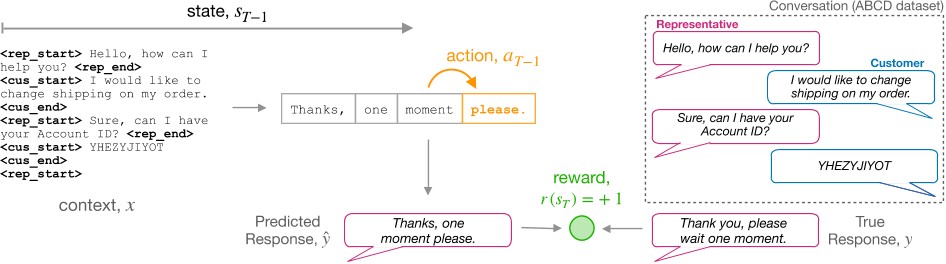 state, s_{T−1}
<rep_start> Hello, how can I
help you? <rep_end>
<cus_start> I would like to
change shipping on my order.
<cus_end>
<rep_start> Sure, can I have
your Account ID? <rep_end>
<cus_start> YHEZYJIYOT
<cus_end>
<rep_start>
context, x
action, a_{T−1}
Thanks, one moment please.
Predicted
Response, ŷ
Thanks, one
moment please.
reward,
r(s_T) = + 1
Thank you, please
wait one moment.
True
Response, y
Conversation (ABCD dataset)
Representative
Hello, how can I help you?
Customer
I would like to change
shipping on my order.
Sure, can I have your
Account ID?
YHEZYJIYOT